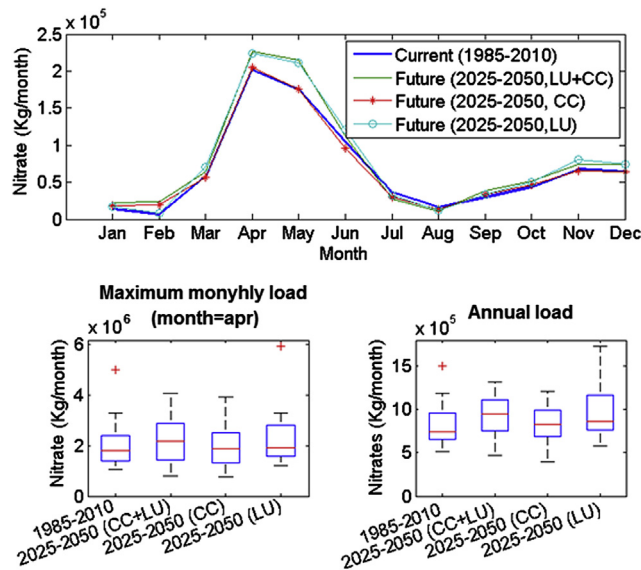 x 10^5
2.5
2
1.5
1
0.5
0
Nitrate (Kg/month)
Current (1985-2010)
Future (2025-2050,LU+CC)
Future (2025-2050, CC)
Future (2025-2050,LU)
Jan Feb Mar Apr May Jun Jul Aug Sep Oct Nov Dec
Month
Maximum monyhly load
(month=apr)
x 10^6
6
4
2
0
Nitrate (Kg/month)
1985-2010
2025-2050 (CC+LU)
2025-2050 (CC)
2025-2050 (LU)
Annual load
x 10^5
15
10
5
0
Nitrates (Kg/month)
1985-2010
2025-2050 (CC+LU)
2025-2050 (CC)
2025-2050 (LU)